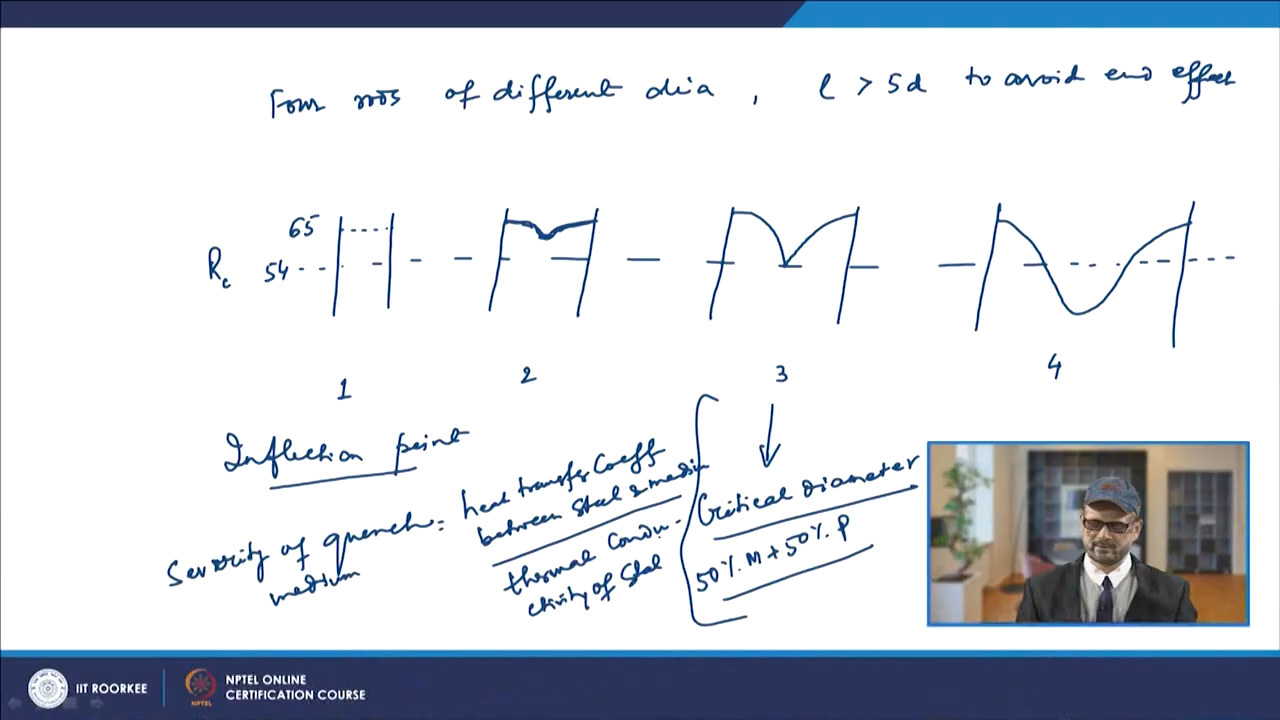 Four rods of different dia , l > 5d to avoid end effect
65
Rc 54
1 2 3 4
Inflection point
Severity of quench medium = heat transfer Coeff between Steel & medium
thermal Conductivity of Steel
Critical Diameter
50% M + 50% P
IIT ROORKEE
NPTEL ONLINE
CERTIFICATION COURSE
NPTEL